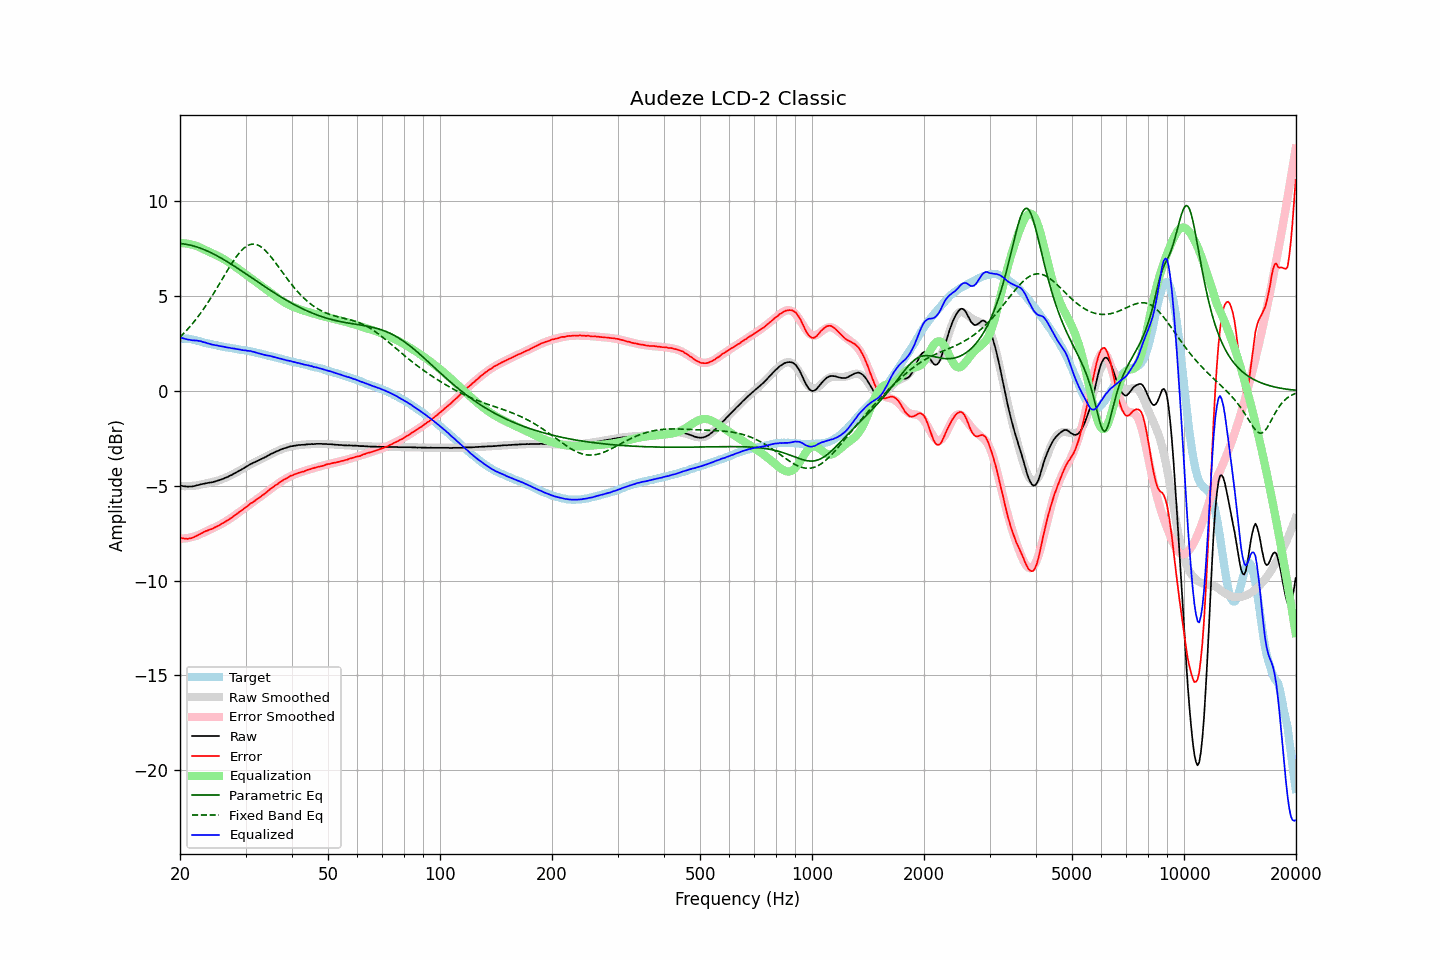 Audeze LCD-2 Classic
Amplitude (dBr)
10
5
0
−5
−10
−15
−20
Target
Raw Smoothed
Error Smoothed
Raw
Error
Equalization
Parametric Eq
Fixed Band Eq
Equalized
20 50 100 200 500 1000 2000 5000 10000 20000
Frequency (Hz)